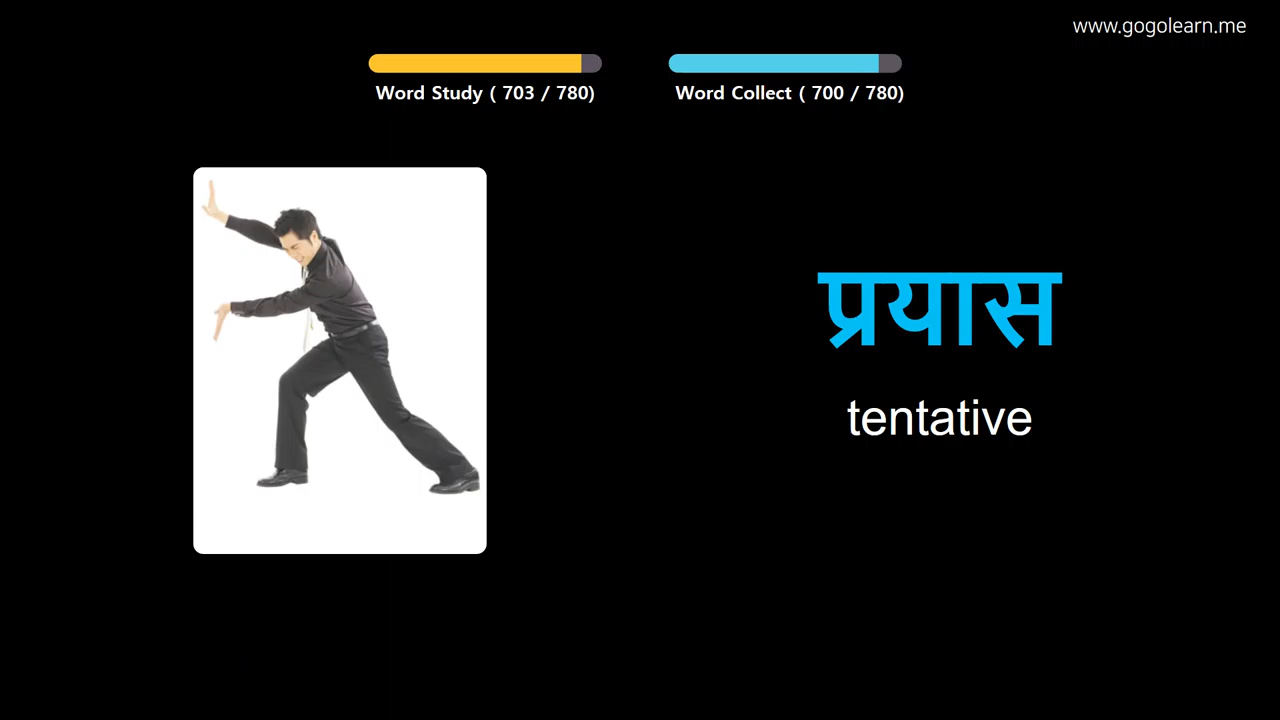 www.gogolearn.me
Word Study ( 703 / 780)
Word Collect ( 700 / 780)
प्रयास
tentative